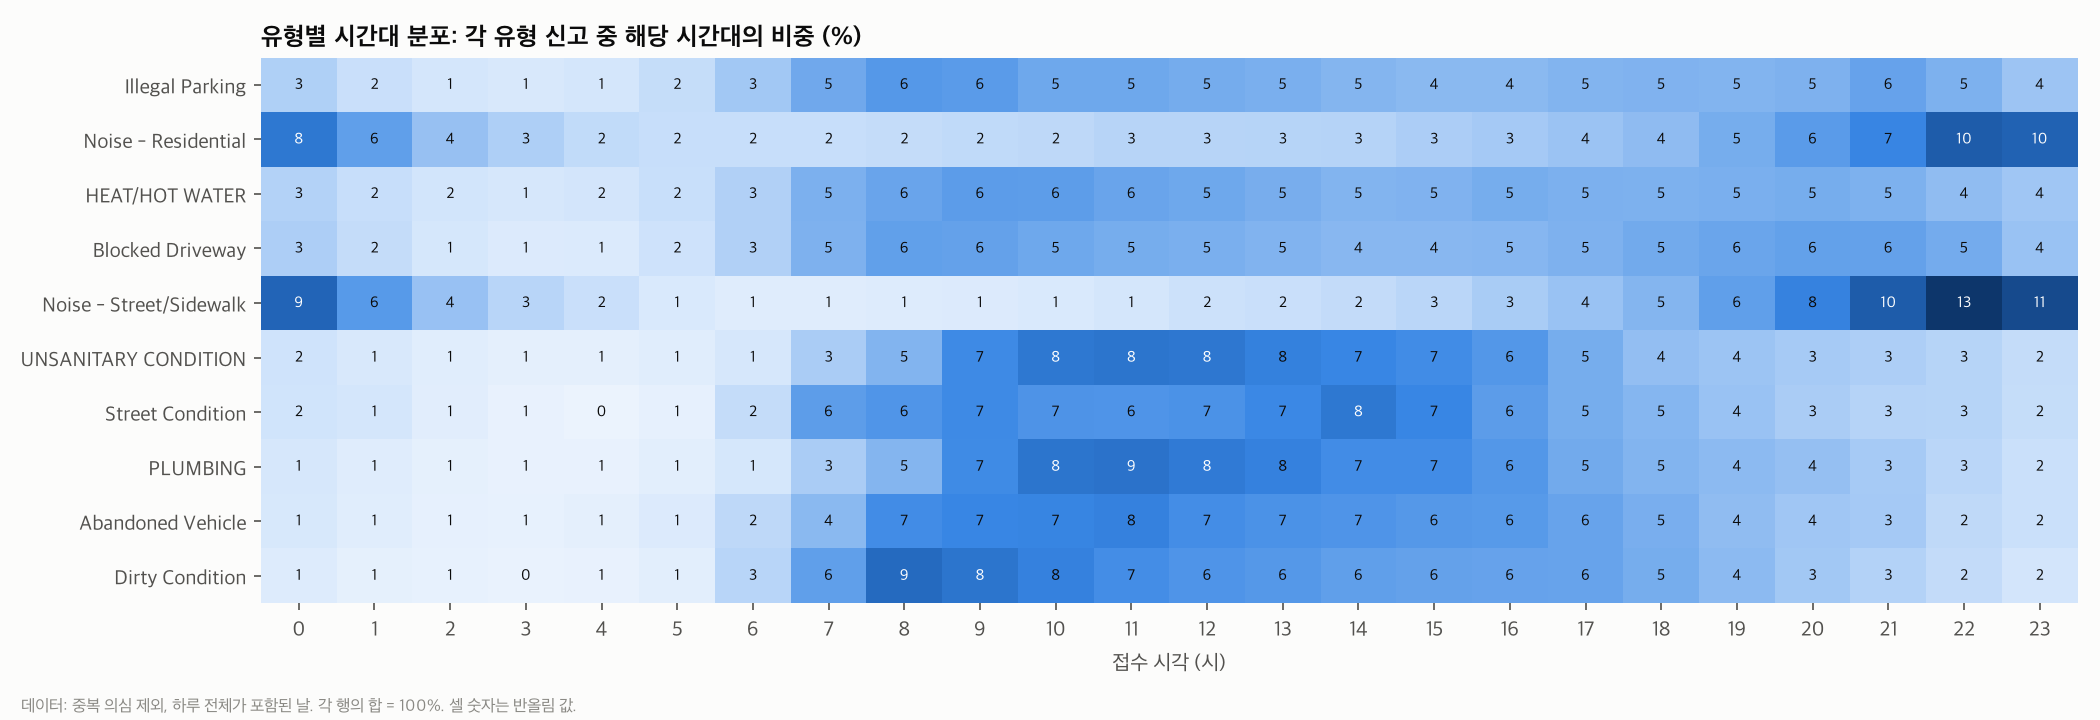 유형별 시간대 분포: 각 유형 신고 중 해당 시간대의 비중 (%)
Illegal Parking 3 2 1 1 1 2 3 5 6 6 5 5 5 5 5 4 4 5 5 5 5 6 5 4
Noise - Residential 8 6 4 3 2 2 2 2 2 2 2 3 3 3 3 3 3 4 4 5 6 7 10 10
HEAT/HOT WATER 3 2 2 1 2 2 3 5 6 6 6 6 5 5 5 5 5 5 5 5 5 5 4 4
Blocked Driveway 3 2 1 1 1 2 3 5 6 6 5 5 5 5 4 4 5 5 5 6 6 6 5 4
Noise - Street/Sidewalk 9 6 4 3 2 1 1 1 1 1 1 1 2 2 2 3 3 4 5 6 8 10 13 11
UNSANITARY CONDITION 2 1 1 1 1 1 1 3 5 7 8 8 8 8 7 7 6 5 4 4 3 3 3 2
Street Condition 2 1 1 1 0 1 2 6 6 7 7 6 7 7 8 7 6 5 5 4 3 3 3 2
PLUMBING 1 1 1 1 1 1 1 3 5 7 8 9 8 8 7 7 6 5 5 4 4 3 3 2
Abandoned Vehicle 1 1 1 1 1 1 2 4 7 7 7 8 7 7 7 6 6 6 5 4 4 3 2 2
Dirty Condition 1 1 1 0 1 1 3 6 9 8 8 7 6 6 6 6 6 6 5 4 3 3 2 2
0 1 2 3 4 5 6 7 8 9 10 11 12 13 14 15 16 17 18 19 20 21 22 23
접수 시각 (시)
데이터: 중복 의심 제외, 하루 전체가 포함된 날. 각 행의 합 = 100%. 셀 숫자는 반올림 값.